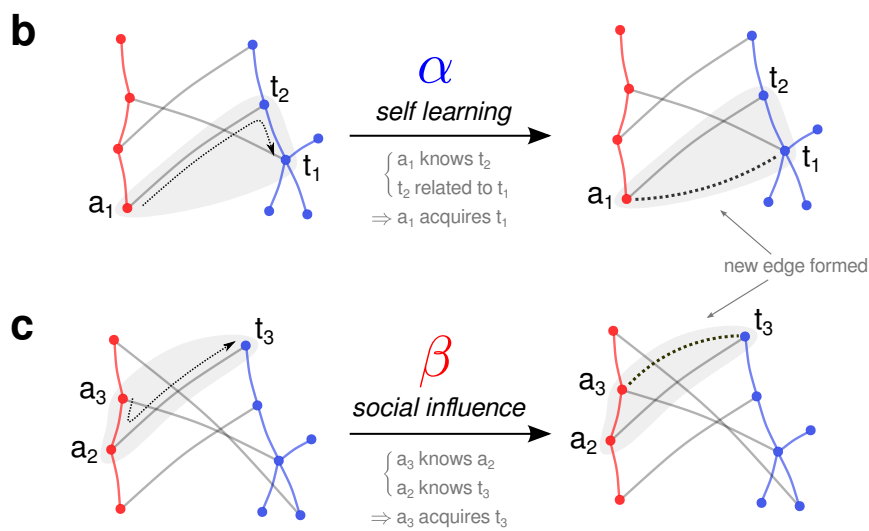 b
α
self learning
a₁ knows t₂
t₂ related to t₁
⇒ a₁ acquires t₁
t₂
t₁
a₁
t₂
t₁
a₁
new edge formed
c
β
social influence
a₃ knows a₂
a₂ knows t₃
⇒ a₃ acquires t₃
t₃
a₃
a₂
t₃
a₃
a₂